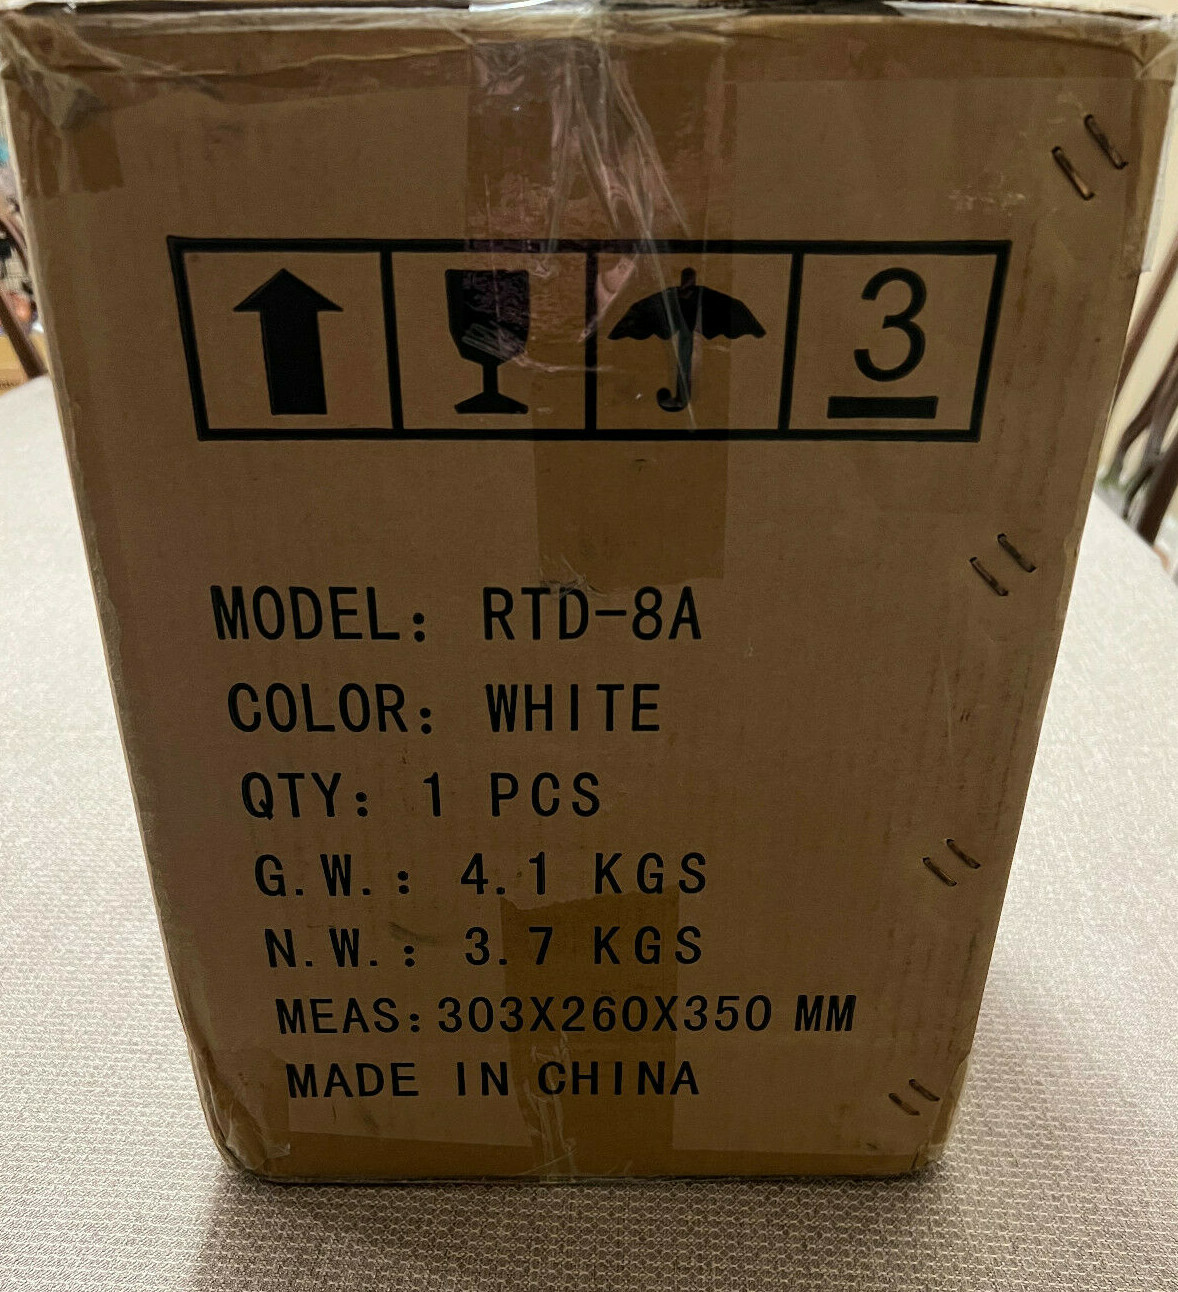 3
MODEL: RTD-8A
COLOR: WHITE
QTY: 1 PCS
G.W.: 4.1 KGS
N.W.: 3.7 KGS
MEAS:303X260X350 MM
MADE IN CHINA